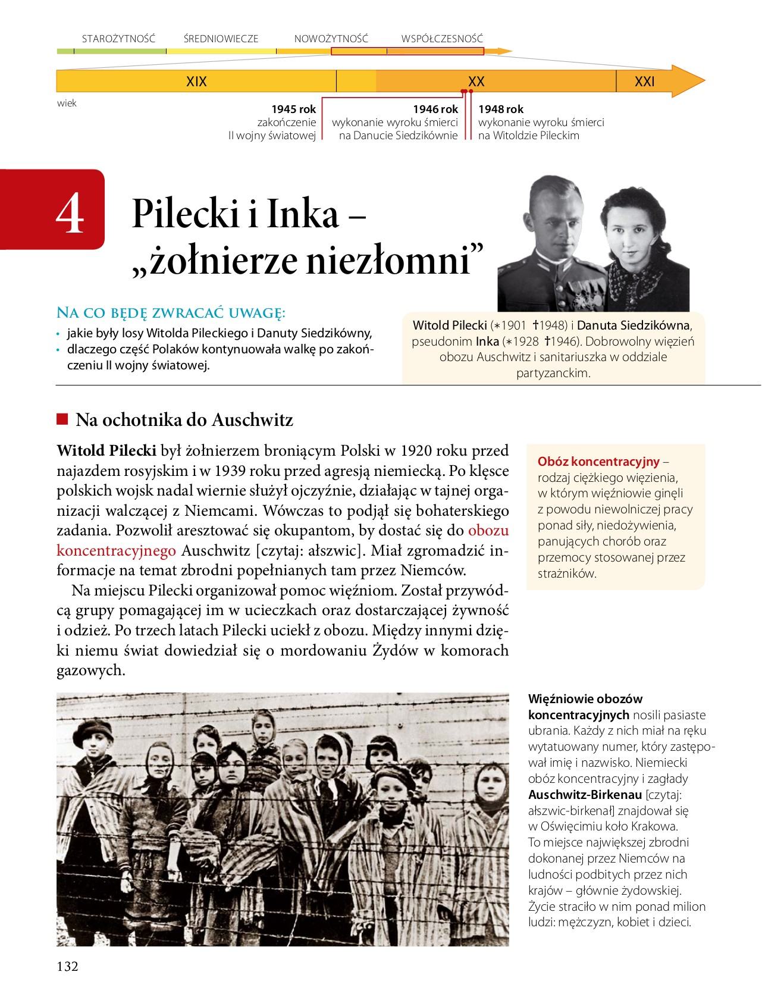 STAROŻYTNOŚĆ ŚREDNIOWIECZE NOWOŻYTNOŚĆ WSPÓŁCZESNOŚĆ
XIX XX XXI
wiek
1945 rok
zakończenie
II wojny światowej
1946 rok
wykonanie wyroku śmierci
na Danucie Siedzikównie
1948 rok
wykonanie wyroku śmierci
na Witoldzie Pileckim
4
Pilecki i Inka –
„żołnierze niezłomni”
Na co będę zwracać uwagę:
• jakie były losy Witolda Pileckiego i Danuty Siedzikówny,
• dlaczego część Polaków kontynuowała walkę po zakoń-
czeniu II wojny światowej.
Witold Pilecki (*1901 †1948) i Danuta Siedzikówna,
pseudonim Inka (*1928 †1946). Dobrowolny więzień
obozu Auschwitz i sanitariuszka w oddziale
partyzanckim.
Na ochotnika do Auschwitz
Witold Pilecki był żołnierzem broniącym Polski w 1920 roku przed
najazdem rosyjskim i w 1939 roku przed agresją niemiecką. Po klęsce
polskich wojsk nadal wiernie służył ojczyźnie, działając w tajnej orga-
nizacji walczącej z Niemcami. Wówczas to podjął się bohaterskiego
zadania. Pozwolił aresztować się okupantom, by dostać się do obozu
koncentracyjnego Auschwitz [czytaj: ałszwic]. Miał zgromadzić in-
formacje na temat zbrodni popełnianych tam przez Niemców.
Na miejscu Pilecki organizował pomoc więźniom. Został przywód-
cą grupy pomagającej im w ucieczkach oraz dostarczającej żywność
i odzież. Po trzech latach Pilecki uciekł z obozu. Między innymi dzię-
ki niemu świat dowiedział się o mordowaniu Żydów w komorach
gazowych.
Obóz koncentracyjny –
rodzaj ciężkiego więzienia,
w którym więźniowie ginęli
z powodu niewolniczej pracy
ponad siły, niedożywienia,
panujących chorób oraz
przemocy stosowanej przez
strażników.
Więźniowie obozów
koncentracyjnych nosili pasiaste
ubrania. Każdy z nich miał na ręku
wytatuowany numer, który zastępo-
wał imię i nazwisko. Niemiecki
obóz koncentracyjny i zagłady
Auschwitz-Birkenau [czytaj:
ałszwic-birkenał] znajdował się
w Oświęcimiu koło Krakowa.
To miejsce największej zbrodni
dokonanej przez Niemców na
ludności podbitych przez nich
krajów – głównie żydowskiej.
Życie straciło w nim ponad milion
ludzi: mężczyzn, kobiet i dzieci.
132